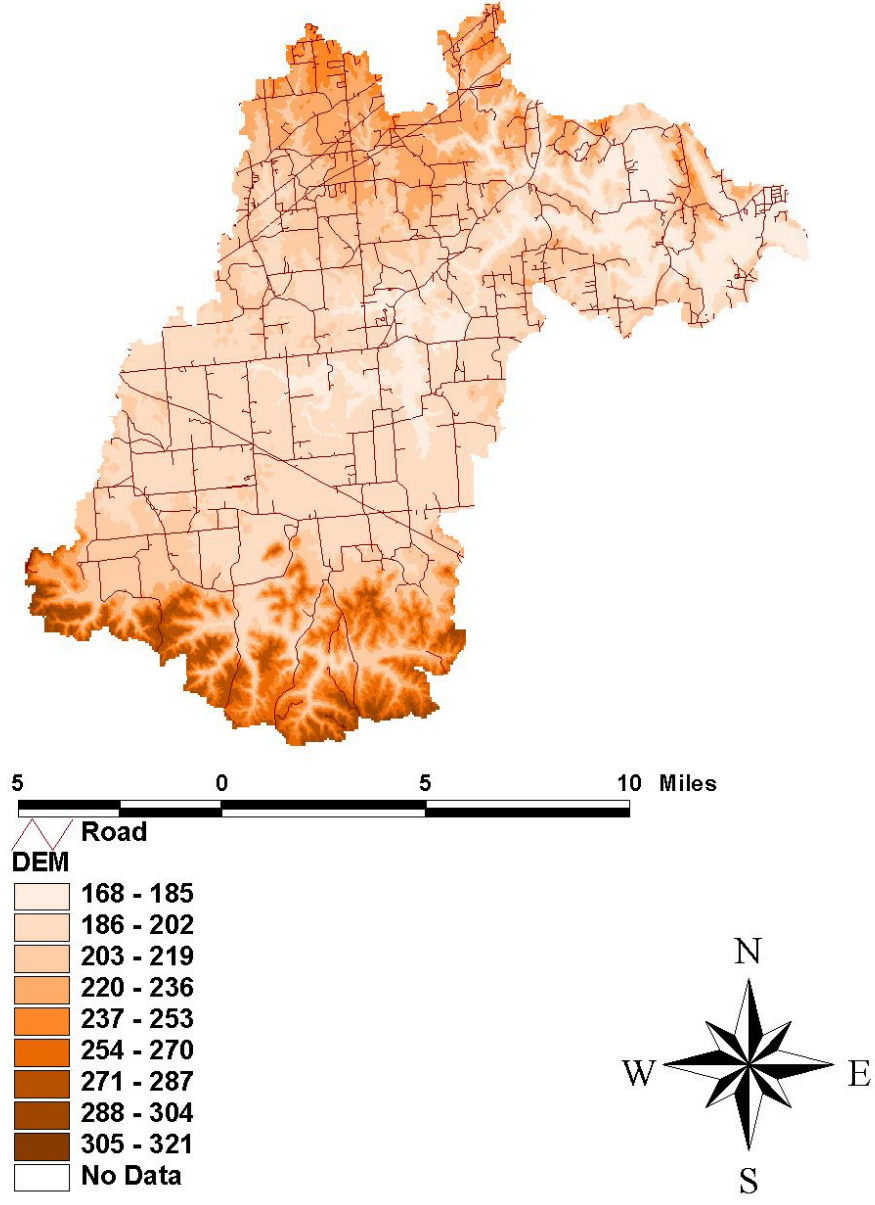 5 0 5 10 Miles
Road
DEM
168 - 185
186 - 202
203 - 219
220 - 236
237 - 253
254 - 270
271 - 287
288 - 304
305 - 321
No Data
N
W E
S